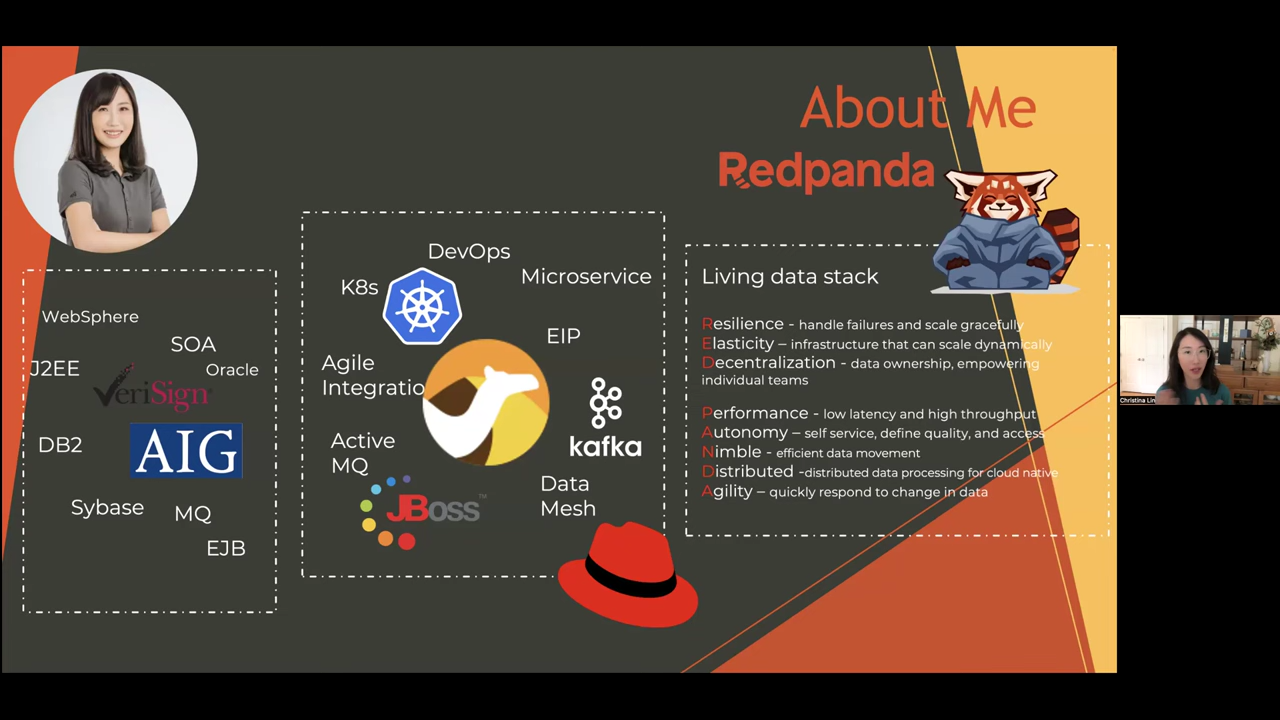 About Me
Redpanda
WebSphere
SOA
J2EE
Oracle
VeriSign
DB2
AIG
Sybase
MQ
EJB
DevOps
K8s
Microservice
EIP
Agile
Integratio
kafka
Active
MQ
JBoss™
Data
Mesh
Living data stack
Resilience - handle failures and scale gracefully
Elasticity – infrastructure that can scale dynamically
Decentralization - data ownership, empowering
individual teams
Performance - low latency and high throughput
Autonomy – self service, define quality, and access
Nimble - efficient data movement
Distributed -distributed data processing for cloud native
Agility – quickly respond to change in data
Christina Lin